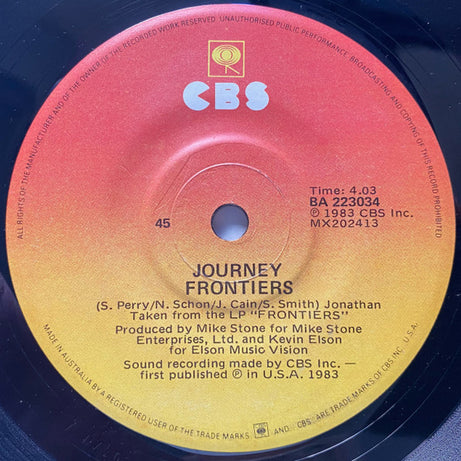 ALL RIGHTS OF THE MANUFACTURER AND OF THE OWNER OF THE RECORDED WORK RESERVED. UNAUTHORISED PUBLIC PERFORMANCE, BROADCASTING AND COPYING OF THIS RECORD PROHIBITED
CBS
Time: 4.03
BA 223034
℗ 1983 CBS Inc.
MX202413
45
JOURNEY
FRONTIERS
(S. Perry/N. Schon/J. Cain/S. Smith) Jonathan
Taken from the LP "FRONTIERS"
Produced by Mike Stone for Mike Stone
Enterprises, Ltd. and Kevin Elson
for Elson Music Vision
Sound recording made by CBS Inc. —
first published ℗ in U.S.A. 1983
MADE IN AUSTRALIA BY A REGISTERED USER OF THE TRADE MARKS AND CBS ARE TRADE MARKS OF CBS INC.